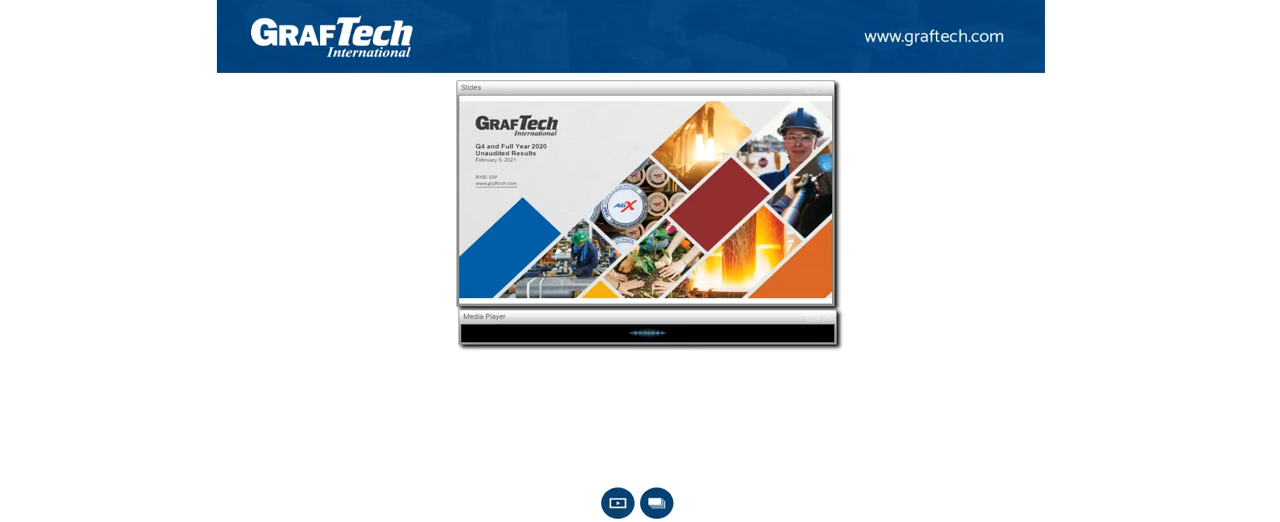 GRAFTECH
International
www.graftech.com
Slides
GRAFTECH
International
Q4 and Full Year 2020
Unaudited Results
February 5, 2021
NYSE: EAF
www.graftech.com
AGX
Media Player